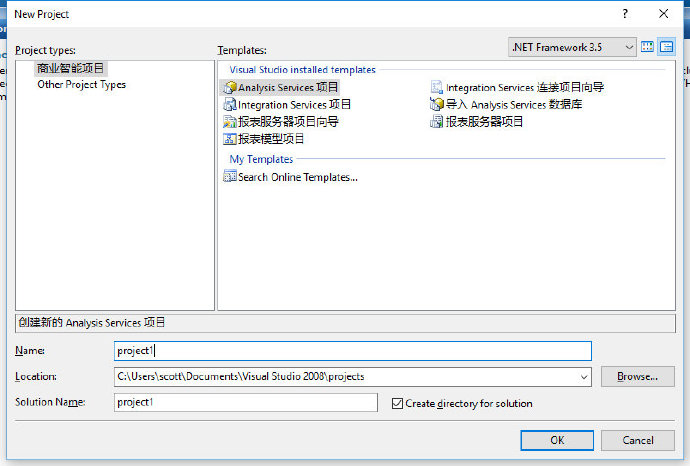 New Project
Project types:
Templates:
.NET Framework 3.5
商业智能项目
Other Project Types
Visual Studio installed templates
Analysis Services 项目
Integration Services 连接项目向导
Integration Services 项目
导入 Analysis Services 数据库
报表服务器项目向导
报表服务器项目
报表模型项目
My Templates
Search Online Templates...
创建新的 Analysis Services 项目
Name:
project1
Location:
C:\Users\scott\Documents\Visual Studio 2008\projects
Browse...
Solution Name:
project1
Create directory for solution
OK
Cancel